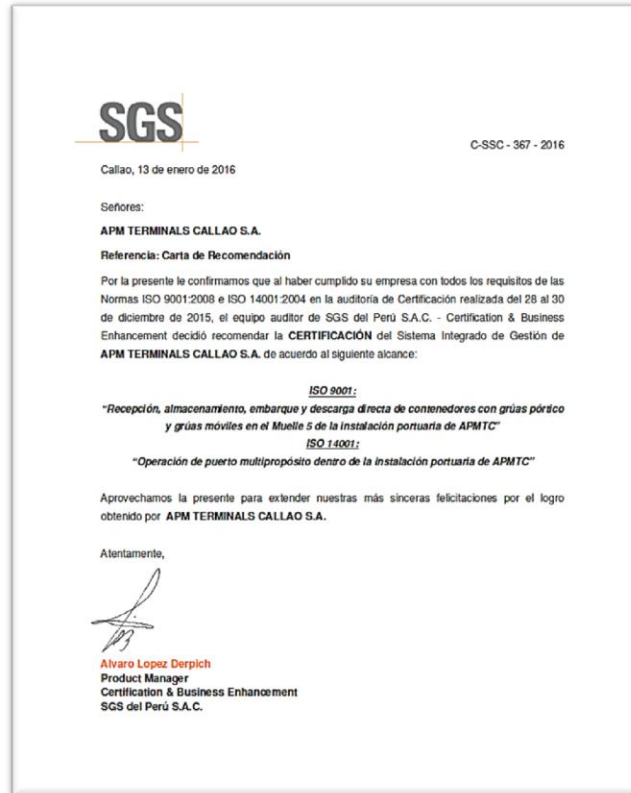 SGS
C-SSC - 367 - 2016
Callao, 13 de enero de 2016
Señores:
APM TERMINALS CALLAO S.A.
Referencia: Carta de Recomendación
Por la presente le confirmamos que al haber cumplido su empresa con todos los requisitos de las
Normas ISO 9001:2008 e ISO 14001:2004 en la auditoría de Certificación realizada del 28 al 30
de diciembre de 2015, el equipo auditor de SGS del Perú S.A.C. - Certification & Business
Enhancement decidió recomendar la CERTIFICACIÓN del Sistema Integrado de Gestión de
APM TERMINALS CALLAO S.A. de acuerdo al siguiente alcance:
ISO 9001:
"Recepción, almacenamiento, embarque y descarga directa de contenedores con grúas pórtico
y grúas móviles en el Muelle 5 de la instalación portuaria de APMTC"
ISO 14001:
"Operación de puerto multipropósito dentro de la instalación portuaria de APMTC"
Aprovechamos la presente para extender nuestras más sinceras felicitaciones por el logro
obtenido por APM TERMINALS CALLAO S.A.
Atentamente,
Alvaro Lopez Derpich
Product Manager
Certification & Business Enhancement
SGS del Perú S.A.C.